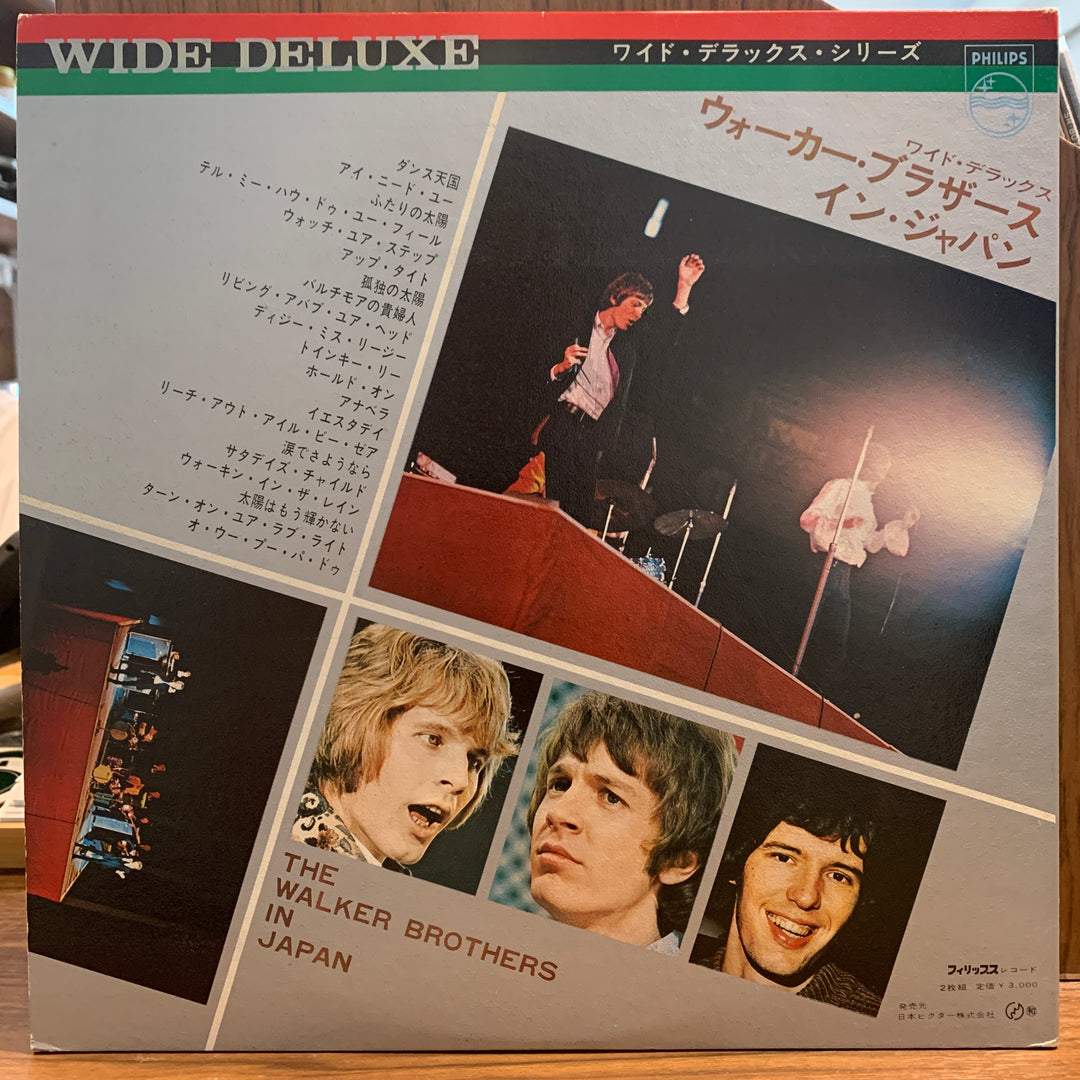 WIDE DELUXE
ワイド・デラックス・シリーズ
PHILIPS
ワイド・デラックス
ウォーカー・ブラザース
イン・ジャパン
ダンス天国
アイ・ニード・ユー
ふたりの太陽
テル・ミー・ハウ・ドゥ・ユー・フィール
ウォッチ・ユア・ステップ
アップ・タイト
孤独の太陽
バルチモアの貴婦人
リビング・アバブ・ユア・ヘッド
ディジー・ミス・リージー
トインキー・リー
ホールド・オン
アナベラ
イエスタデイ
リーチ・アウト・アイル・ビー・ゼア
涙でさようなら
サタデイズ・チャイルド
ウォーキン・イン・ザ・レイン
太陽はもう輝かない
ターン・オン・ユア・ラブ・ライト
オ・ウー・プー・パ・ドゥ
THE
WALKER BROTHERS
IN
JAPAN
フィリップスレコード
2枚組 定価￥3,000
発売元
日本ビクター株式会社